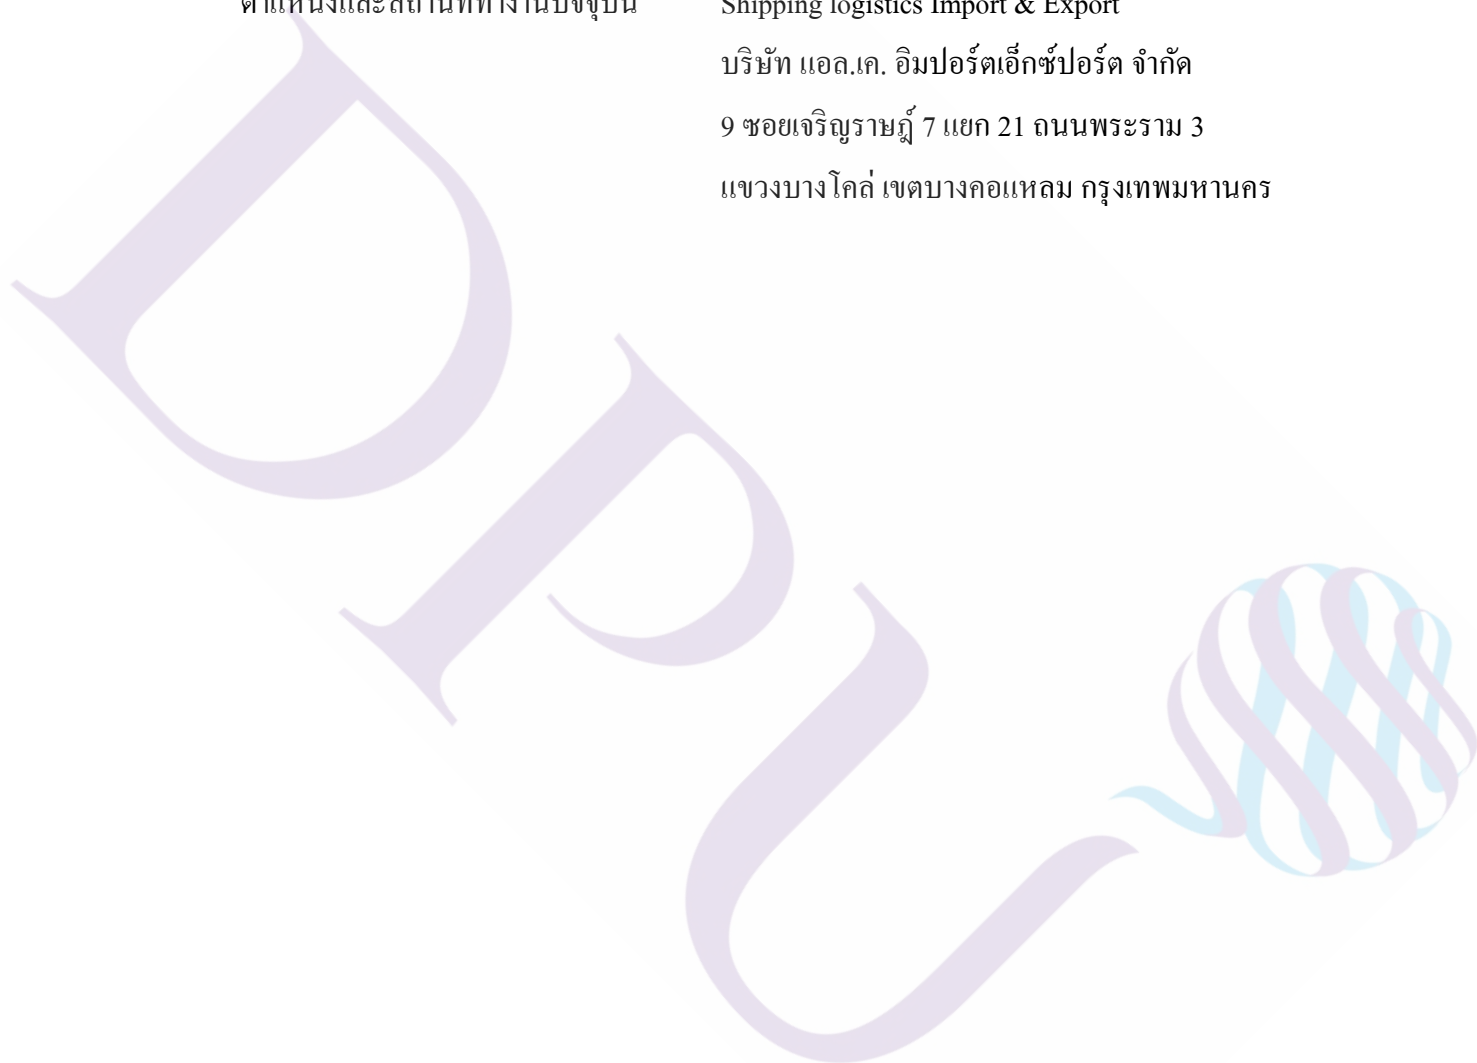 ตำแหน่งและสถานที่ทำงานปัจจุบัน Shipping logistics Import & Export
บริษัท แอล.เค. อิมปอร์ตเอ็กซ์ปอร์ต จำกัด
9 ซอยเจริญราษฎร์ 7 แยก 21 ถนนพระราม 3
แขวงบางโคล่ เขตบางคอแหลม กรุงเทพมหานคร
DPU